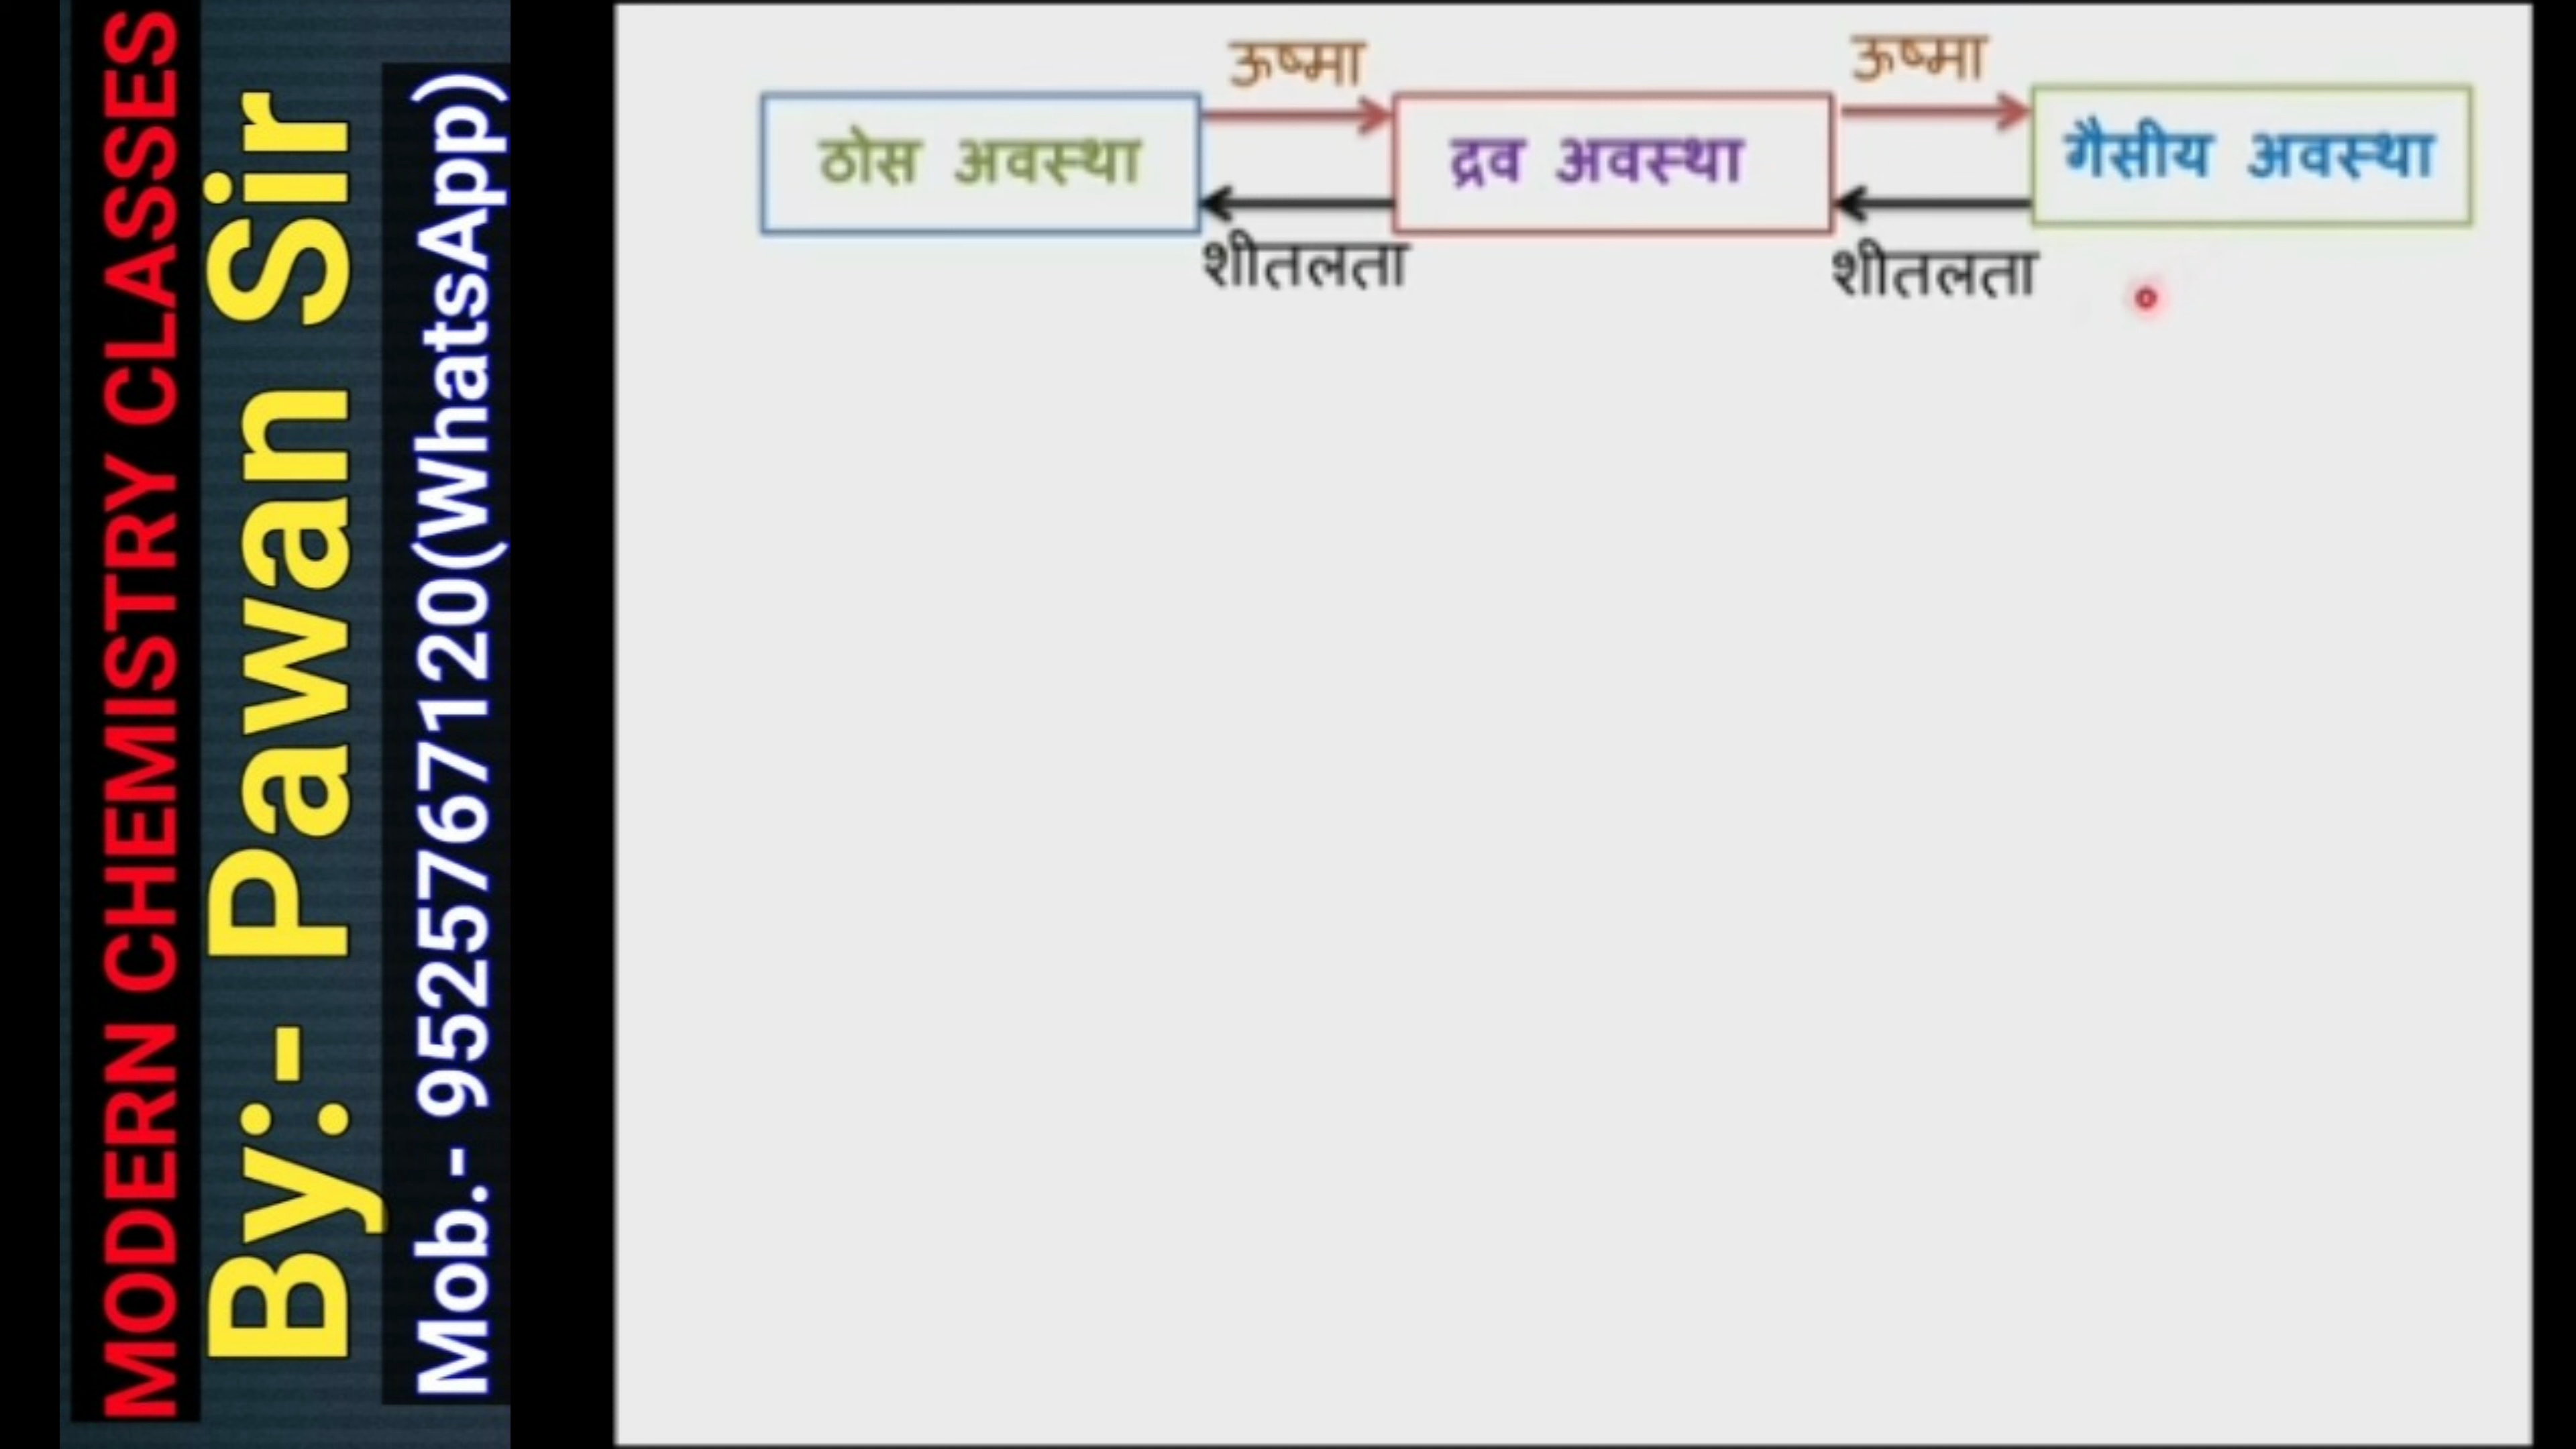 MODERN CHEMISTRY CLASSES
By:- Pawan Sir
Mob.- 9525767120(WhatsApp)
ऊष्मा ऊष्मा
ठोस अवस्था द्रव अवस्था गैसीय अवस्था
शीतलता शीतलता